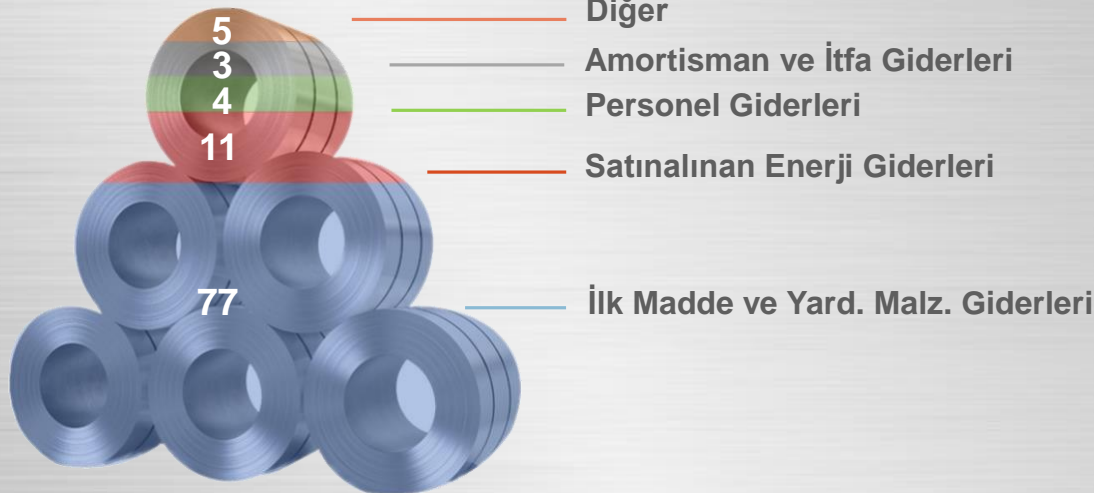 5 Diğer
3 Amortisman ve İtfa Giderleri
4 Personel Giderleri
11 Satınalınan Enerji Giderleri
77 İlk Madde ve Yard. Malz. Giderleri